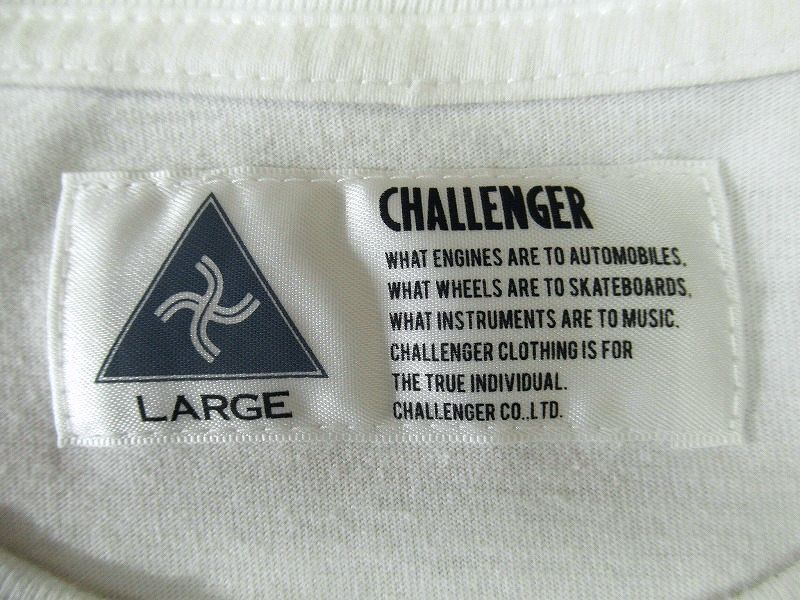 CHALLENGER
WHAT ENGINES ARE TO AUTOMOBILES.
WHAT WHEELS ARE TO SKATEBOARDS,
WHAT INSTRUMENTS ARE TO MUSIC.
CHALLENGER CLOTHING IS FOR
THE TRUE INDIVIDUAL.
CHALLENGER CO.,LTD.
LARGE